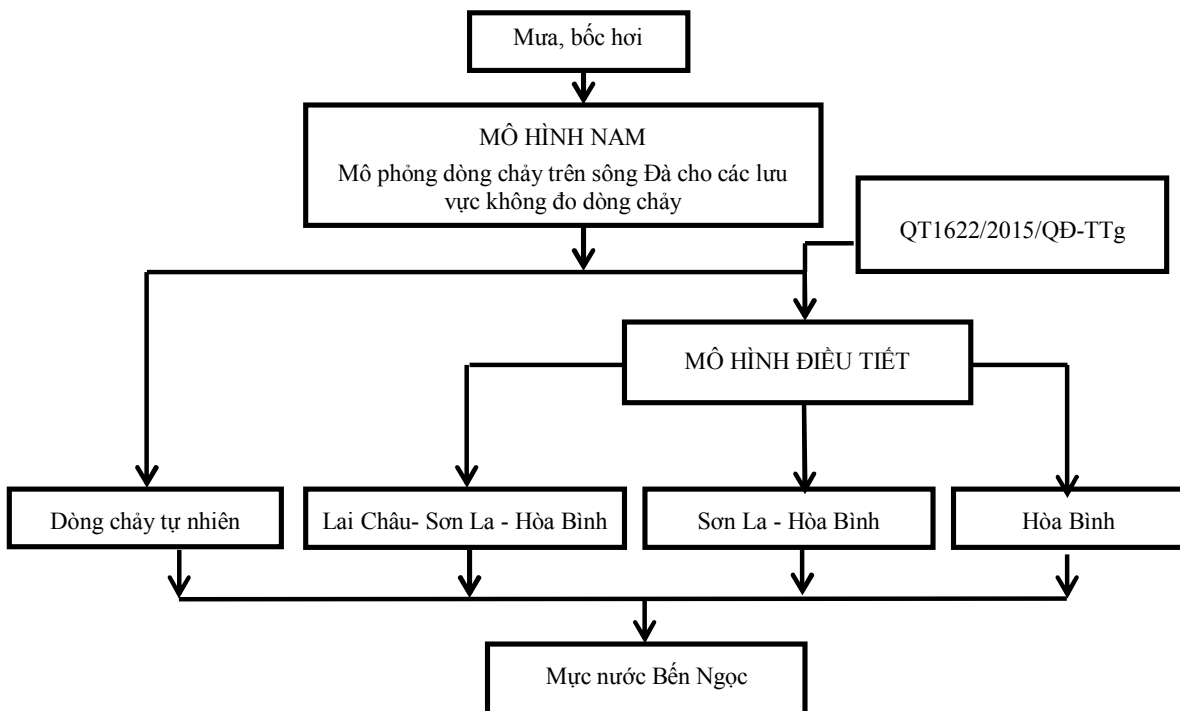 Mưa, bốc hơi
MÔ HÌNH NAM
Mô phỏng dòng chảy trên sông Đà cho các lưu
vực không đo dòng chảy
QT1622/2015/QĐ-TTg
MÔ HÌNH ĐIỀU TIẾT
Dòng chảy tự nhiên
Lai Châu- Sơn La - Hòa Bình
Sơn La - Hòa Bình
Hòa Bình
Mực nước Bến Ngọc